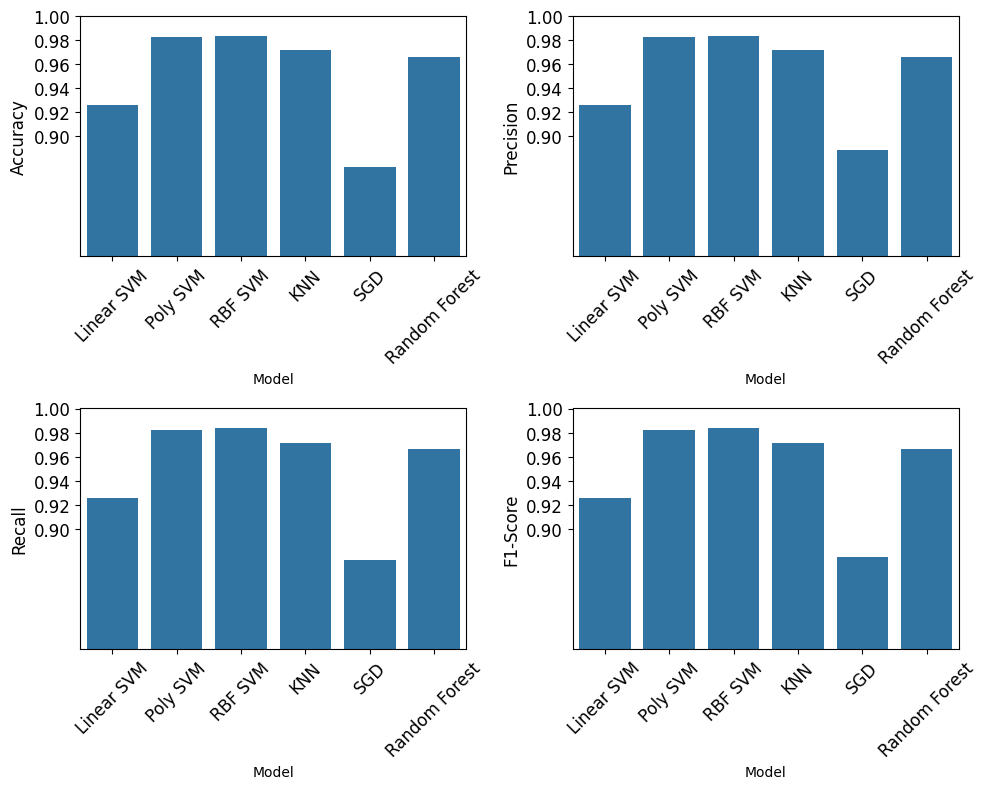 Accuracy
1.00
0.98
0.96
0.94
0.92
0.90
Linear SVM
Poly SVM
RBF SVM
KNN
SGD
Random Forest
Model
Precision
1.00
0.98
0.96
0.94
0.92
0.90
Linear SVM
Poly SVM
RBF SVM
KNN
SGD
Random Forest
Model
Recall
1.00
0.98
0.96
0.94
0.92
0.90
Linear SVM
Poly SVM
RBF SVM
KNN
SGD
Random Forest
Model
F1-Score
1.00
0.98
0.96
0.94
0.92
0.90
Linear SVM
Poly SVM
RBF SVM
KNN
SGD
Random Forest
Model